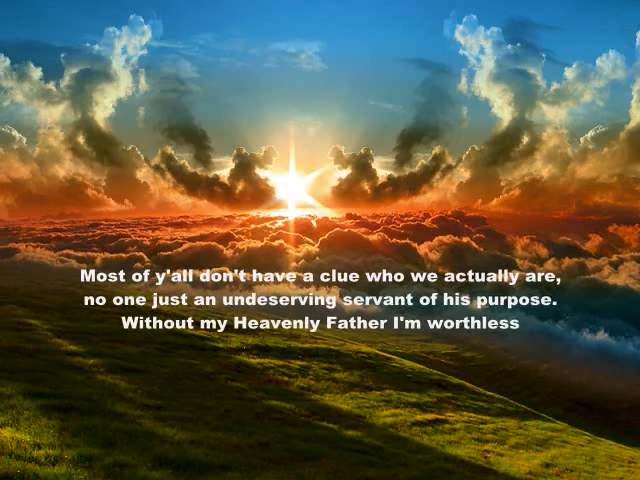 Most of y'all don't have a clue who we actually are,
no one just an undeserving servant of his purpose.
Without my Heavenly Father I'm worthless